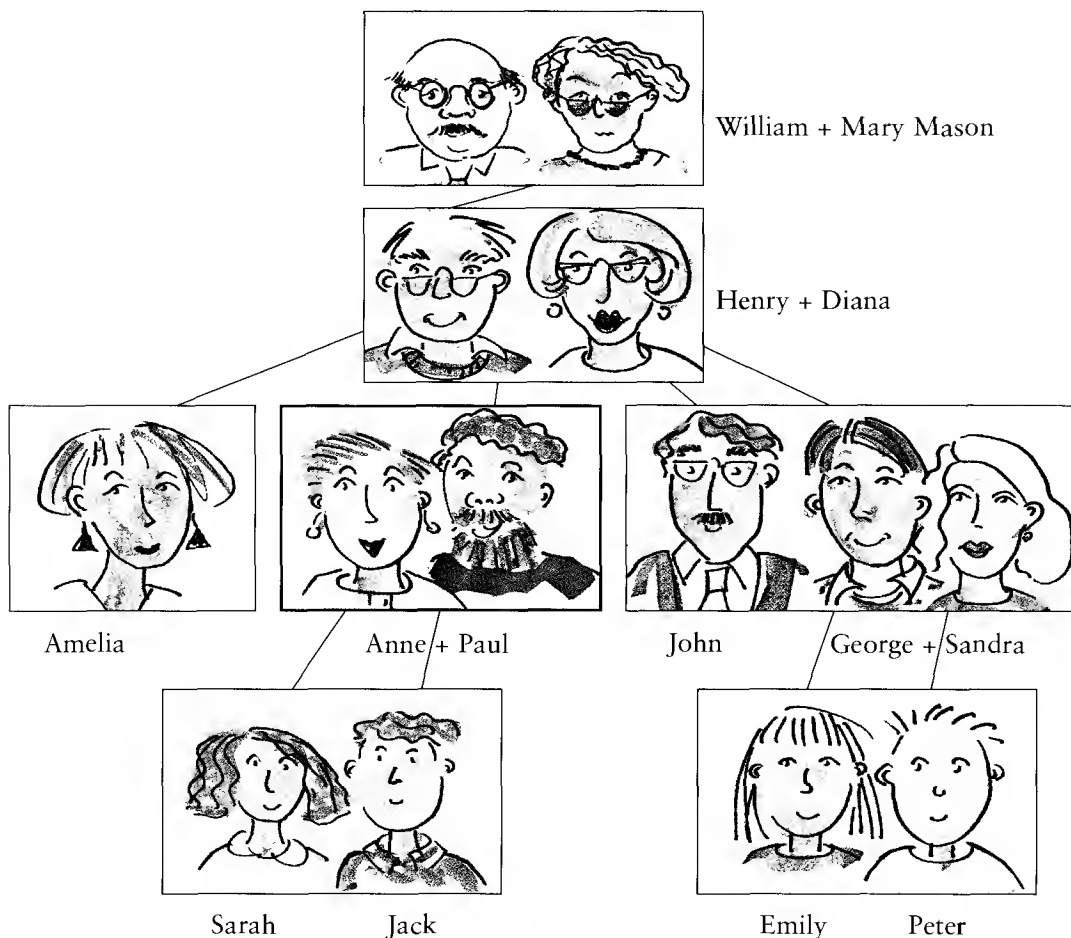 William + Mary Mason
Henry + Diana
Amelia
Anne + Paul
John
George + Sandra
Sarah
Jack
Emily
Peter